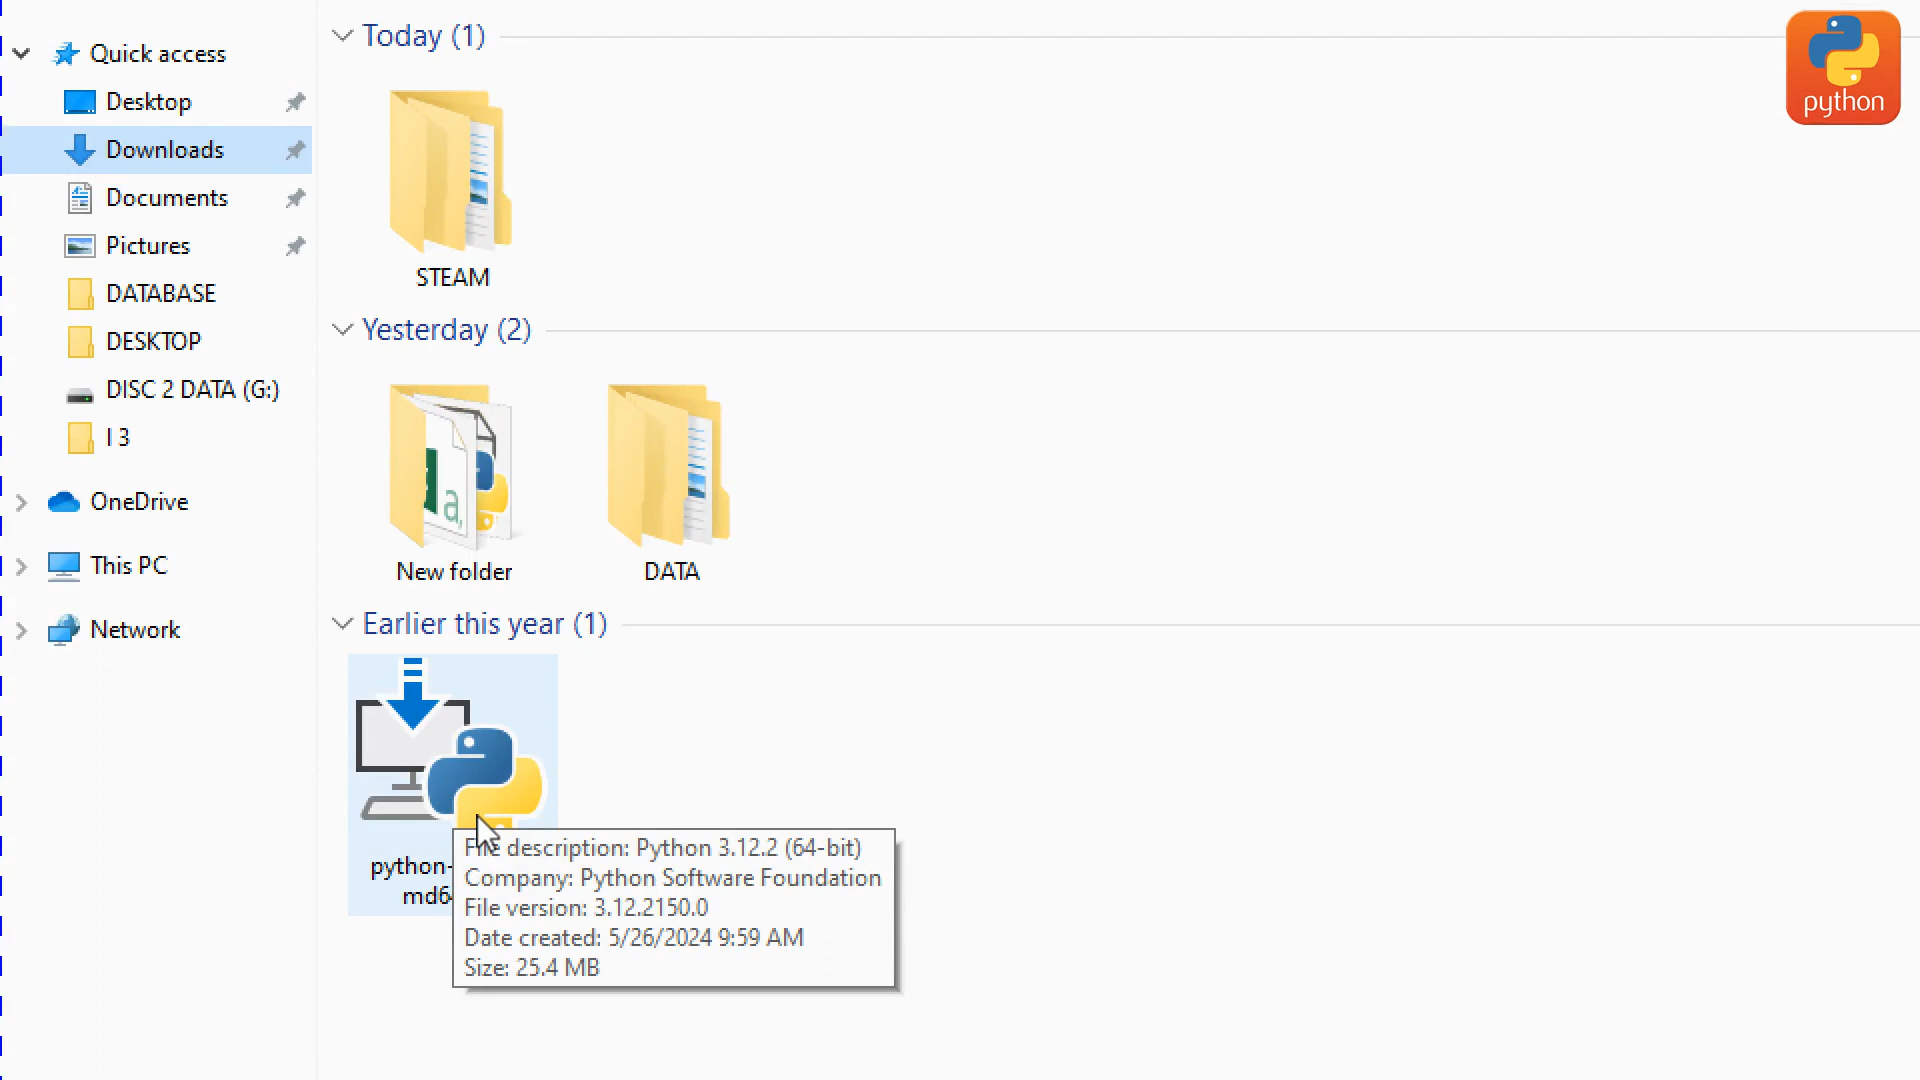 Quick access
Desktop
Downloads
Documents
Pictures
DATABASE
DESKTOP
DISC 2 DATA (G:)
I 3
OneDrive
This PC
Network
Today (1)
STEAM
Yesterday (2)
New folder
DATA
a,
Earlier this year (1)
python-
md6
File description: Python 3.12.2 (64-bit)
Company: Python Software Foundation
File version: 3.12.2150.0
Date created: 5/26/2024 9:59 AM
Size: 25.4 MB
python